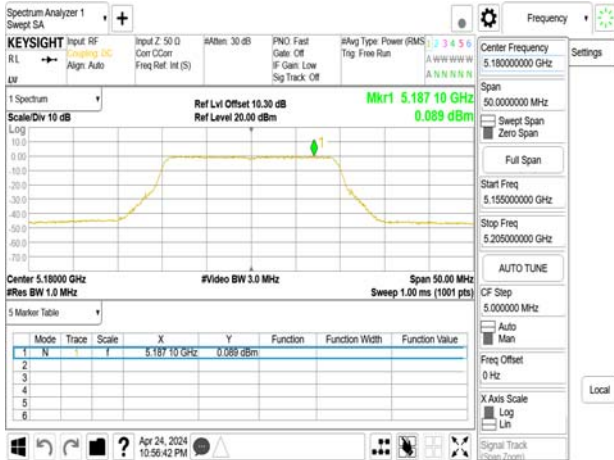 Spectrum Analyzer 1
Swept SA
Frequency
Settings
KEYSIGHT
RL
Input: RF
Coupling: DC
Align: Auto
Input Z: 50 Ω
Corr CCorr
Freq Ref: Int (S)
#Atten: 30 dB
PNO: Fast
Gate: Off
IF Gain: Low
Sig Track: Off
#Avg Type: Power (RMS
Trig: Free Run
1 2 3 4 5 6
A W W W W W
A N N N N N
1 Spectrum
Scale/Div 10 dB
Ref Lvl Offset 10.30 dB
Ref Level 20.00 dBm
Mkr1 5.187 10 GHz
0.089 dBm
Log
10.0
0.00
-10.0
-20.0
-30.0
-40.0
-50.0
-60.0
-70.0
1
Center 5.18000 GHz
#Res BW 1.0 MHz
#Video BW 3.0 MHz
Span 50.00 MHz
Sweep 1.00 ms (1001 pts)
5 Marker Table
Mode Trace Scale X Y Function Function Width Function Value
1 N 1 f 5.187 10 GHz 0.089 dBm
2
3
4
5
6
Apr 24, 2024
10:56:42 PM
Center Frequency
5.180000000 GHz
Span
50.0000000 MHz
Swept Span
Zero Span
Full Span
Start Freq
5.155000000 GHz
Stop Freq
5.205000000 GHz
AUTO TUNE
CF Step
5.000000 MHz
Auto
Man
Freq Offset
0 Hz
X Axis Scale
Log
Lin
Signal Track
(Span Zoom)
Local